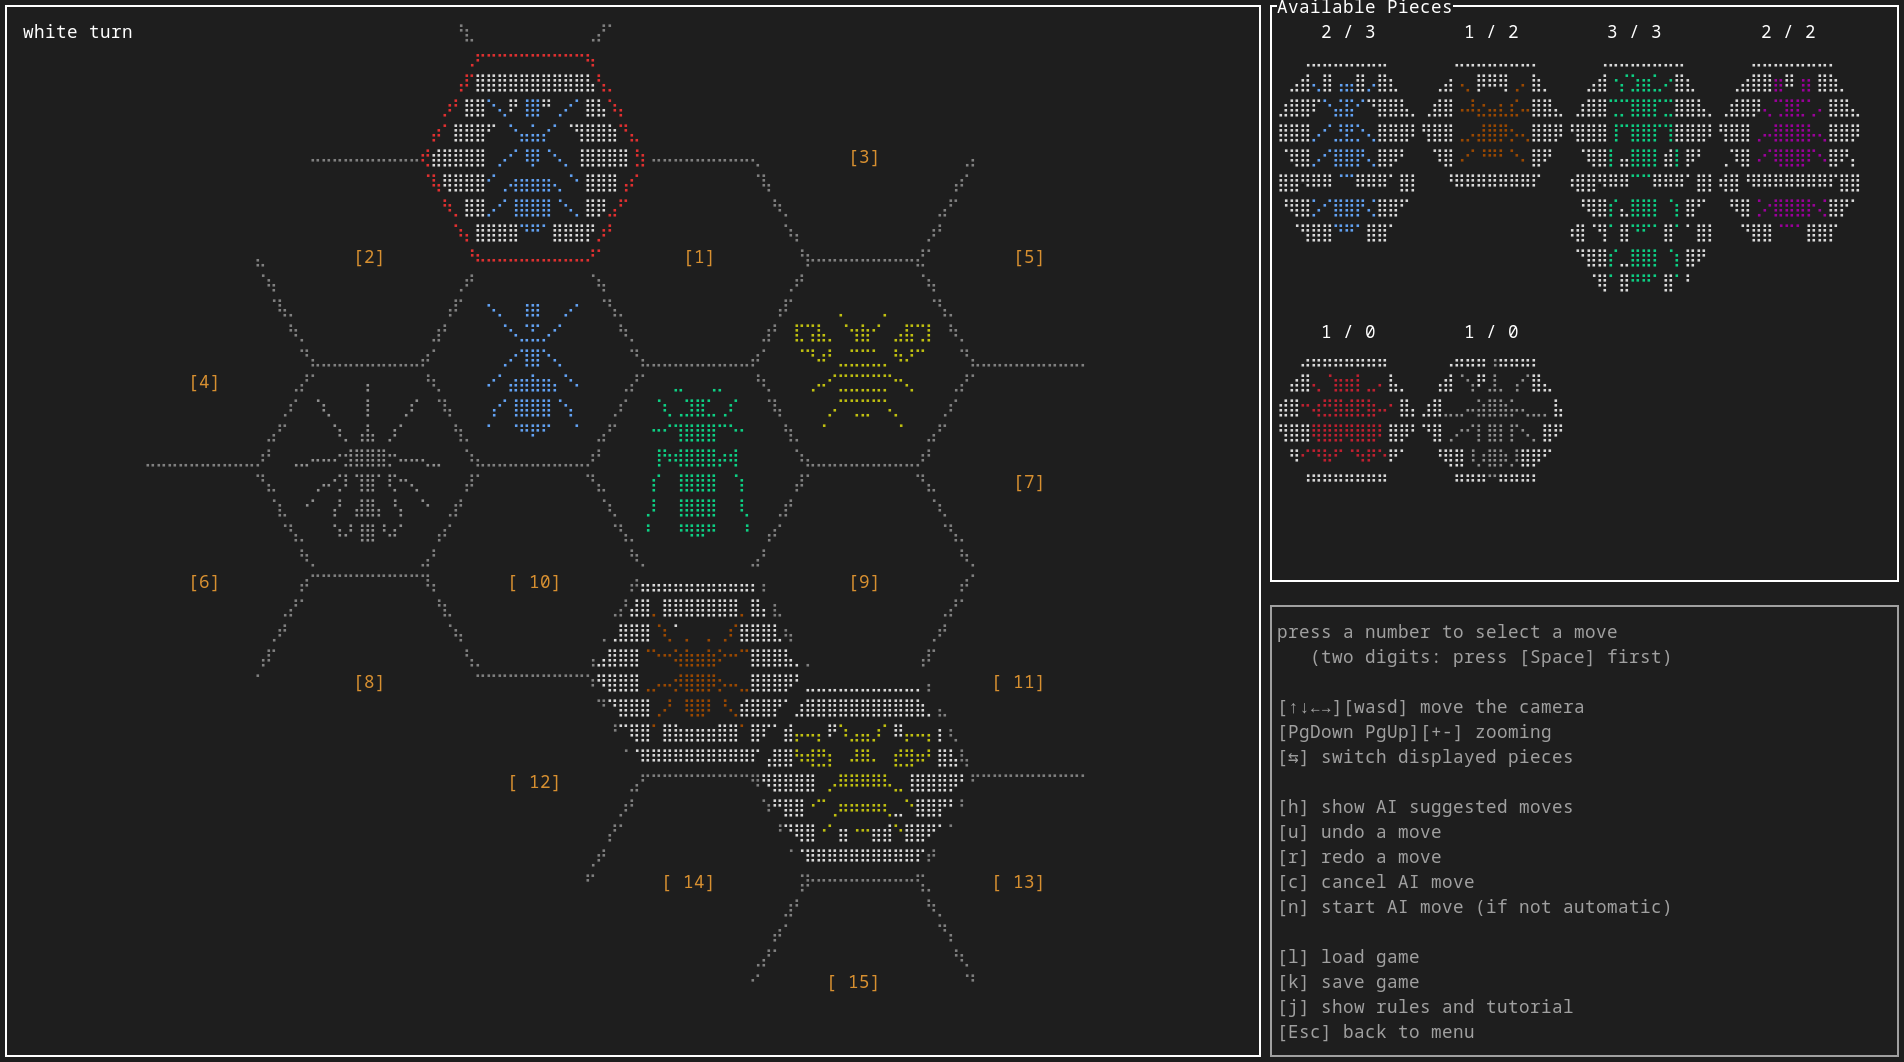 white turn
[3]
[2]
[1]
[5]
[4]
[7]
[6]
[ 10]
[9]
[8]
[ 11]
[ 12]
[ 14]
[ 13]
[ 15]
Available Pieces
2 / 3
1 / 2
3 / 3
2 / 2
1 / 0
1 / 0
press a number to select a move
(two digits: press [Space] first)
[↑↓←→][wasd] move the camera
[PgDown PgUp][+-] zooming
[⇆] switch displayed pieces
[h] show AI suggested moves
[u] undo a move
[r] redo a move
[c] cancel AI move
[n] start AI move (if not automatic)
[l] load game
[k] save game
[j] show rules and tutorial
[Esc] back to menu